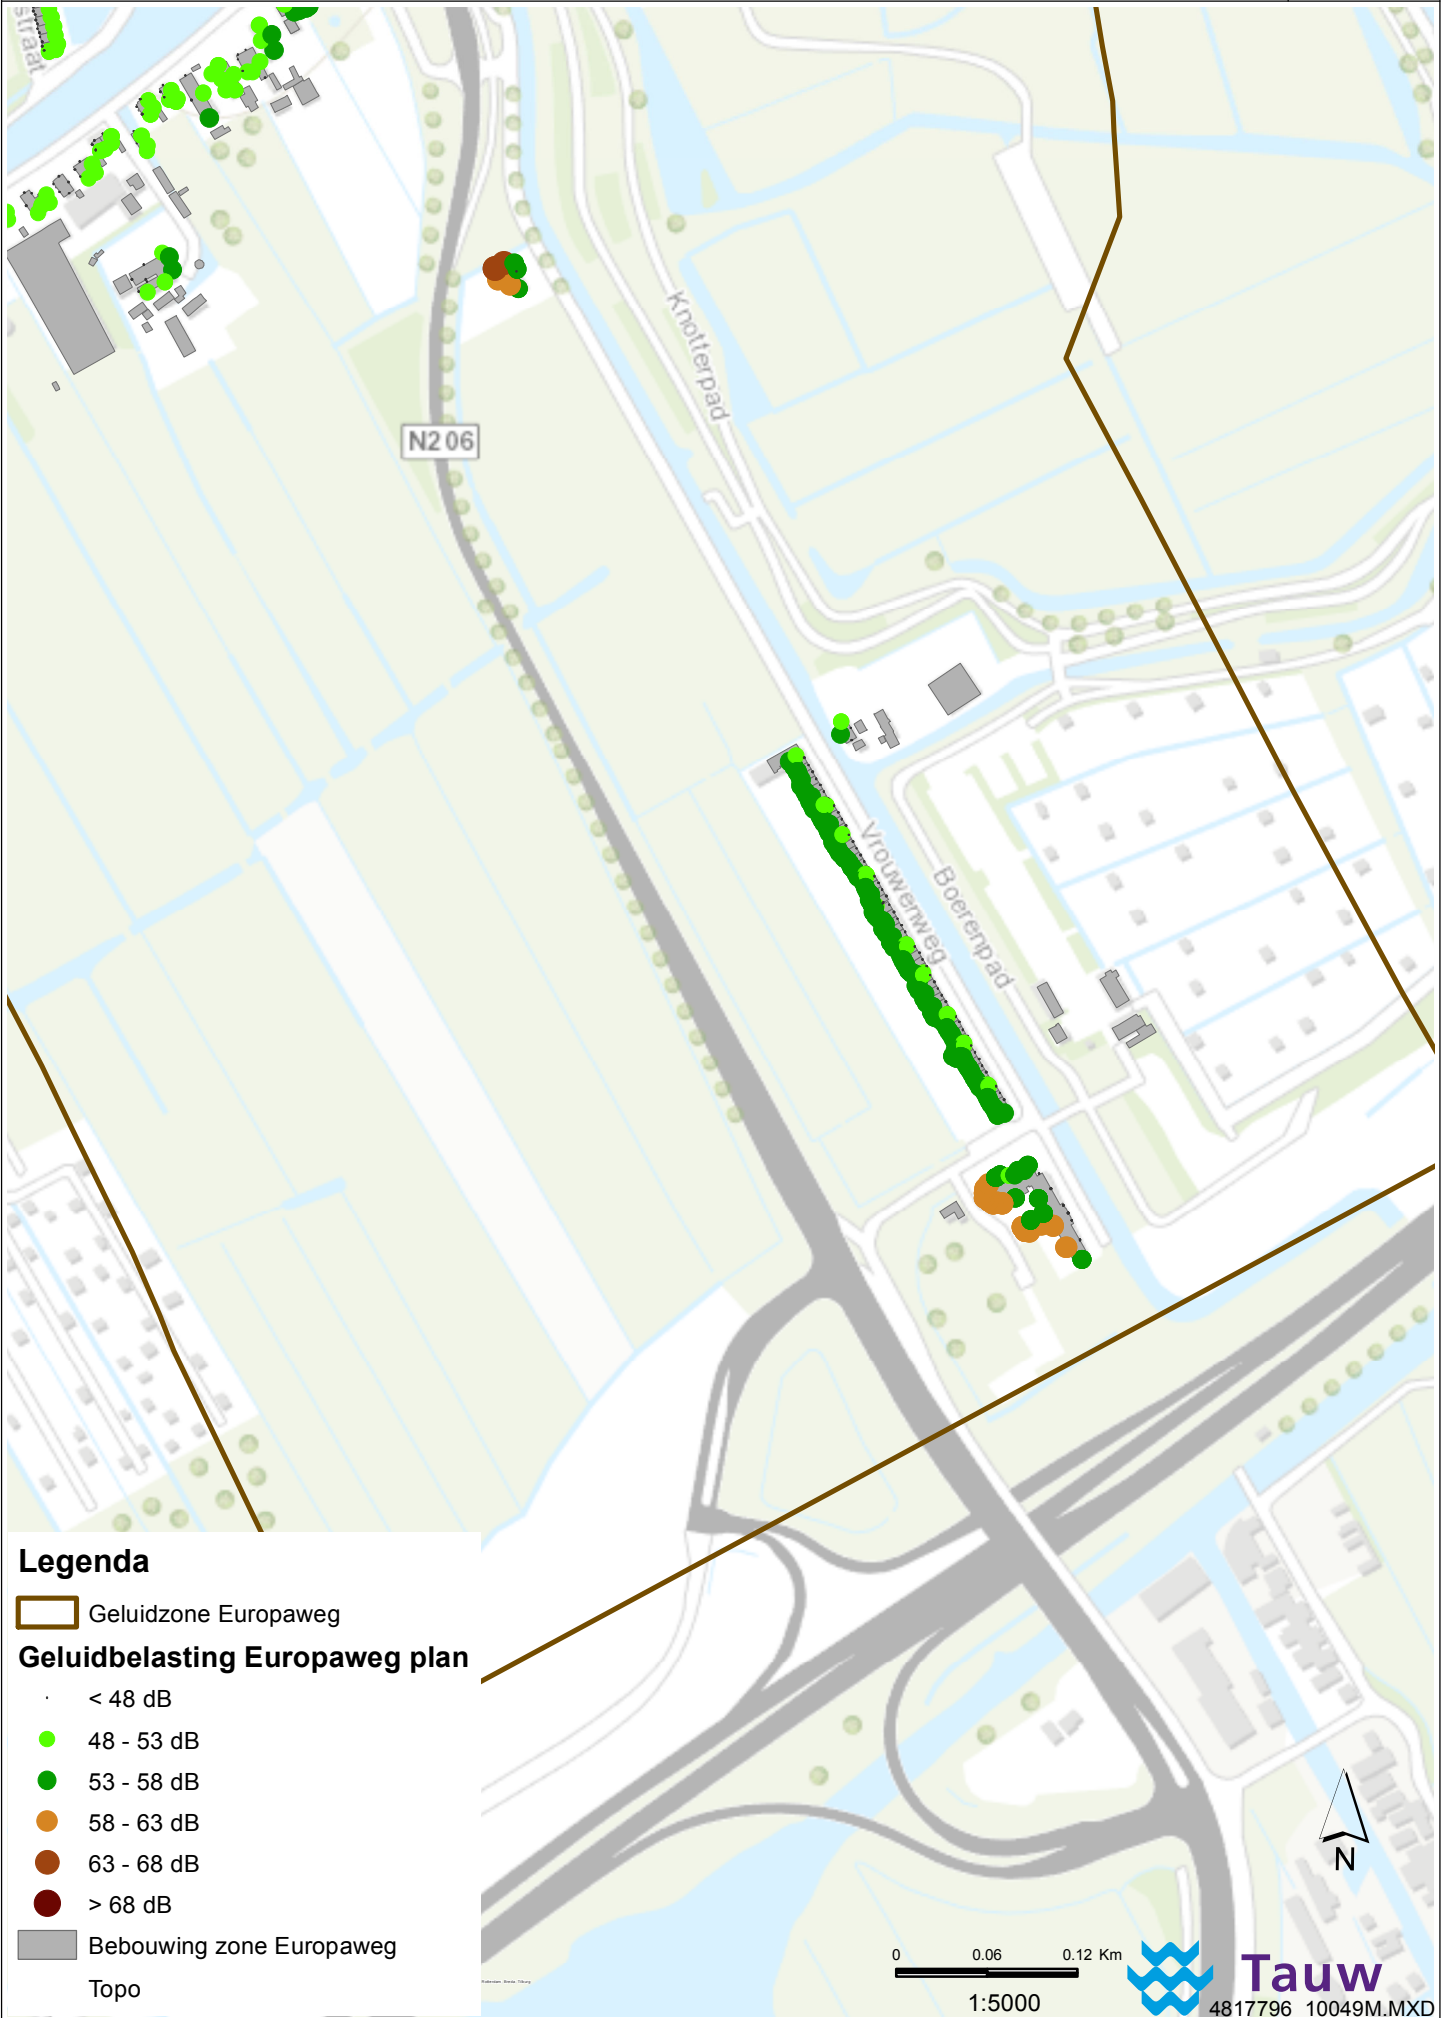 straat
Knotterpad
N206
Vrouwenweg
Boerenpad
Legenda
Geluidzone Europaweg
Geluidbelasting Europaweg plan
< 48 dB
48 - 53 dB
53 - 58 dB
58 - 63 dB
63 - 68 dB
> 68 dB
Bebouwing zone Europaweg
Topo
0 0.06 0.12 Km
1:5000
N
Tauw
4817796_10049M.MXD